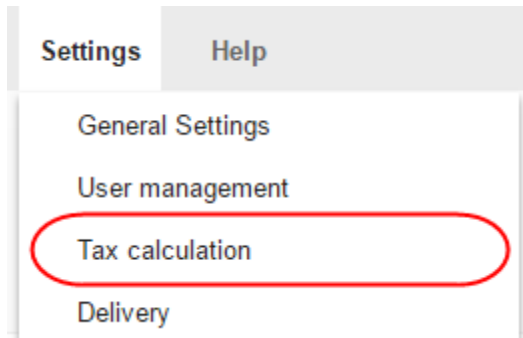 Settings Help
General Settings
User management
Tax calculation
Delivery